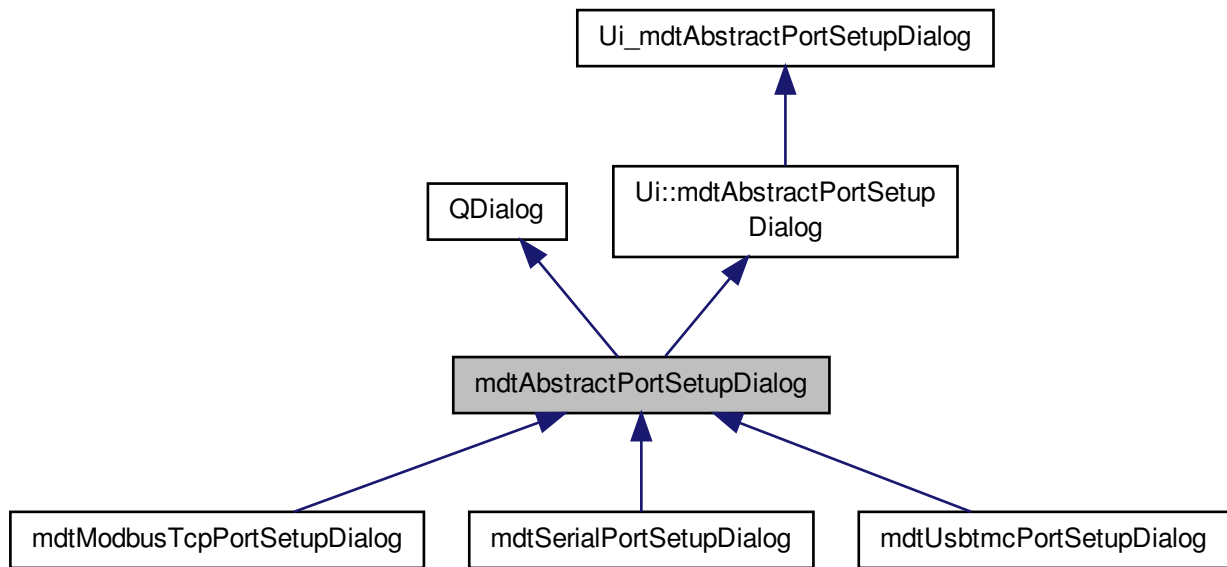 Ui_mdtAbstractPortSetupDialog
QDialog
Ui::mdtAbstractPortSetup
Dialog
mdtAbstractPortSetupDialog
mdtModbusTcpPortSetupDialog
mdtSerialPortSetupDialog
mdtUsbtmcPortSetupDialog